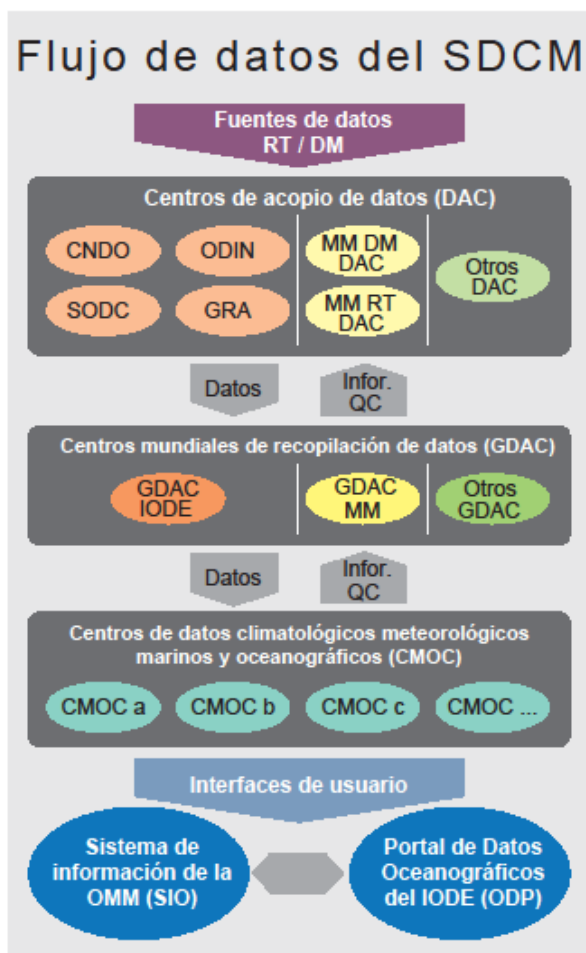 Flujo de datos del SDCM
Fuentes de datos
RT / DM
Centros de acopio de datos (DAC)
CNDO
ODIN
SODC
GRA
MM DM
DAC
MM RT
DAC
Otros
DAC
Datos
Infor.
QC
Centros mundiales de recopilación de datos (GDAC)
GDAC
IODE
GDAC
MM
Otros
GDAC
Datos
Infor.
QC
Centros de datos climatológicos meteorológicos
marinos y oceanográficos (CMOC)
CMOC a
CMOC b
CMOC c
CMOC ...
Interfaces de usuario
Sistema de
información de la
OMM (SIO)
Portal de Datos
Oceanográficos
del IODE (ODP)